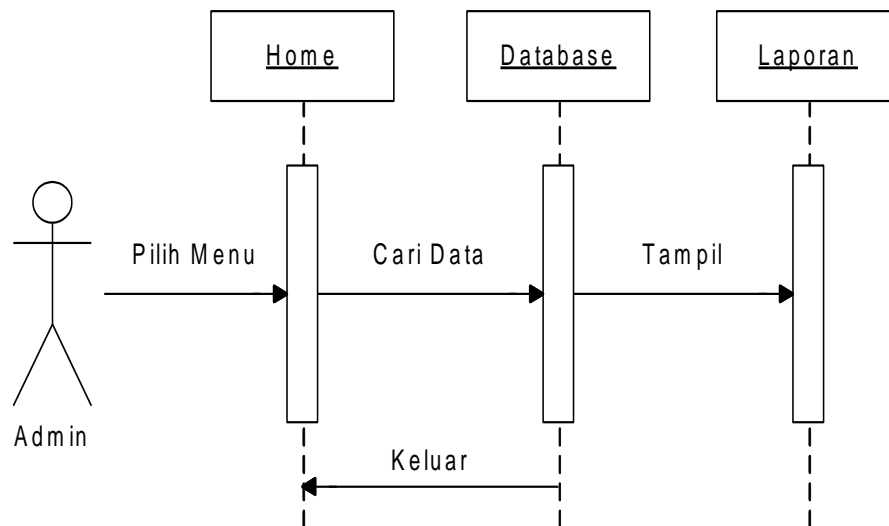 Home
Database
Laporan
Pilih Menu
Cari Data
Tampil
Admin
Keluar